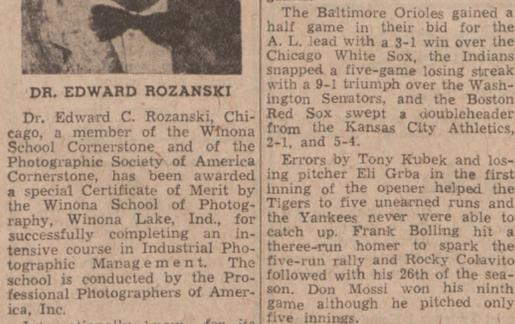 DR. EDWARD ROZANSKI
Dr. Edward C. Rozanski, Chi-
cago, a member of the Winona
School Cornerstone and of the
Photographic Society of America
Cornerstone, has been awarded
a special Certificate of Merit by
the Winona School of Photog-
raphy, Winona Lake, Ind., for
successfully completing an in-
tensive course in Industrial Pho-
tographic Management. The
school is conducted by the Pro-
fessional Photographers of Amer-
ica, Inc.
The Baltimore Orioles gained a
half game in their bid for the
A. L. lead with a 3-1 win over the
Chicago White Sox, the Indians
snapped a five-game losing streak
with a 9-1 triumph over the Wash-
ington Senators, and the Boston
Red Sox swept a doubleheader
from the Kansas City Athletics,
2-1, and 5-4.
Errors by Tony Kubek and los-
ing pitcher Eli Grba in the first
inning of the opener helped the
Tigers to five unearned runs and
the Yankees never were able to
catch up. Frank Bolling hit a
theree-run homer to spark the
five-run rally and Rocky Colavito
followed with his 26th of the sea-
son. Don Mossi won his ninth
game although he pitched only
five innings.